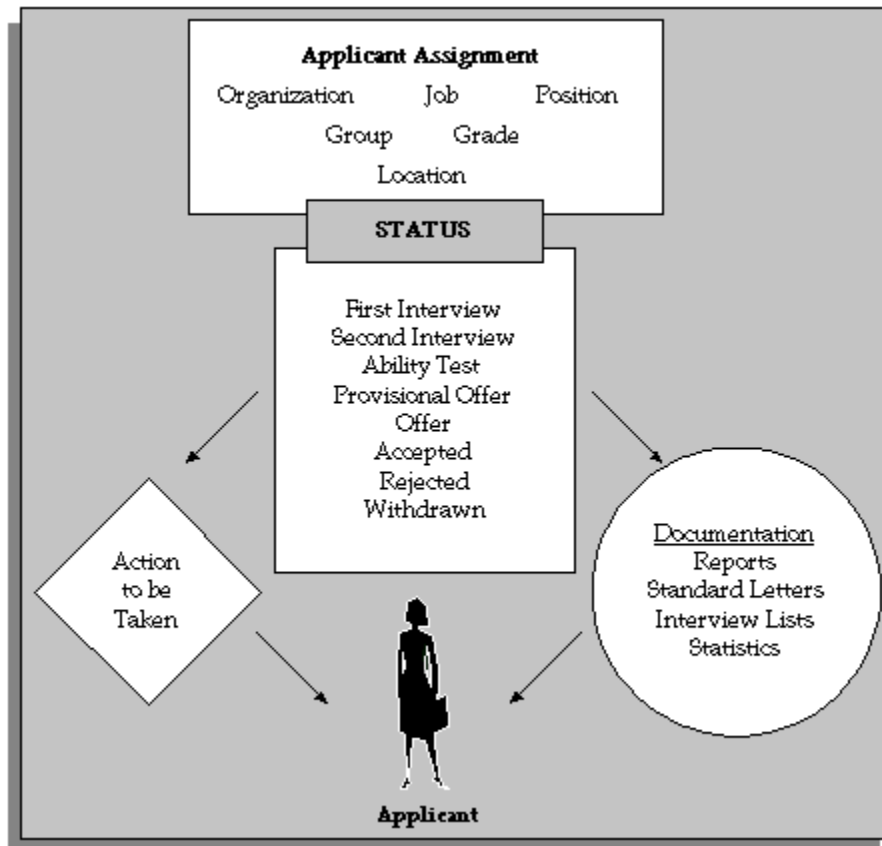 Applicant Assignment
Organization Job Position
Group Grade
Location
STATUS
First Interview
Second Interview
Ability Test
Provisional Offer
Offer
Accepted
Rejected
Withdrawn
Action
to be
Taken
Documentation
Reports
Standard Letters
Interview Lists
Statistics
Applicant